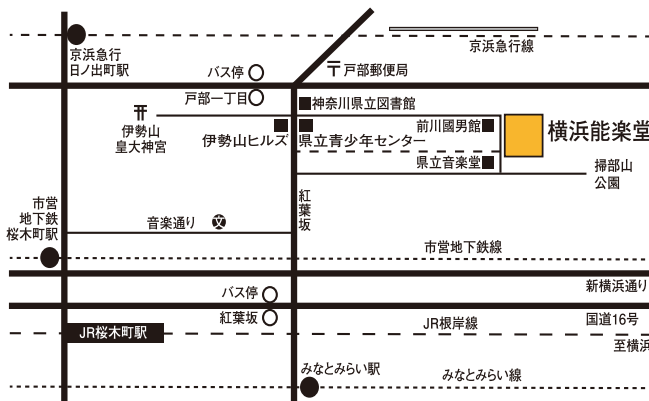 京浜急行線
京浜急行
日ノ出町駅
バス停
戸部郵便局
戸部一丁目
神奈川県立図書館
伊勢山
皇大神宮
伊勢山ヒルズ
県立青少年センター
前川國男館
横浜能楽堂
県立音楽堂
掃部山
公園
紅葉坂
市営
地下鉄
桜木町駅
音楽通り
文
市営地下鉄線
新横浜通り
バス停
紅葉坂
国道16号
JR桜木町駅
JR根岸線
至横浜
みなとみらい駅
みなとみらい線